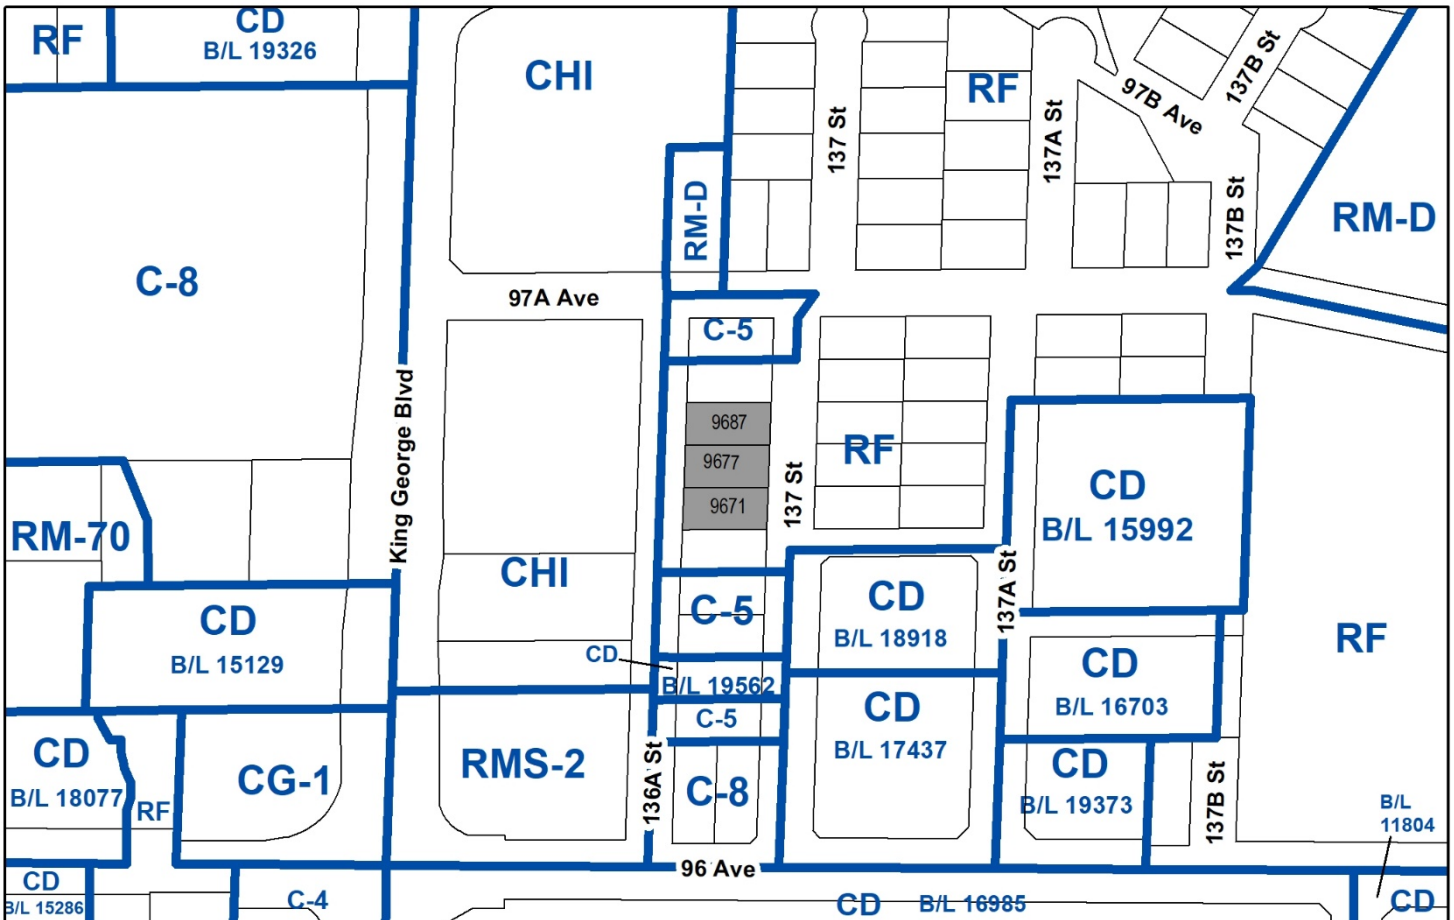 RF
CD
B/L 19326
CHI
RF
137 St
137A St
97B Ave
137B St
RM-D
137B St
RM-D
C-8
97A Ave
C-5
King George Blvd
9687
9677
9671
137 St
RF
CD
B/L 15992
RM-70
CHI
CD
B/L 15129
C-5
CD
B/L 18918
137A St
CD
B/L 19562
CD
B/L 16703
RF
C-5
CD
B/L 17437
CD
B/L 18077
RF
CG-1
RMS-2
136A St
C-8
CD
B/L 19373
137B St
B/L
11804
96 Ave
CD
B/L 15286
C-4
CD
B/L 16985
CD